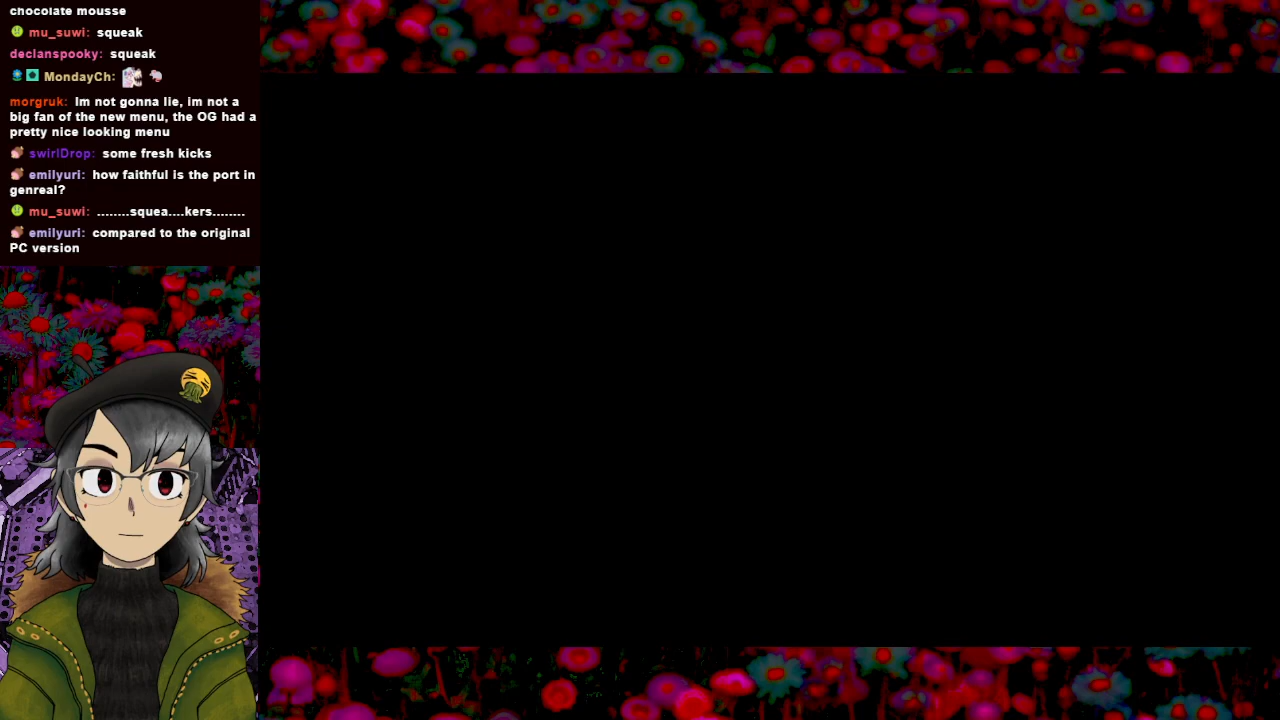 chocolate mousse
mu_suwi: squeak
declanspooky: squeak
MondayCh:
morgruk: Im not gonna lie, im not a
big fan of the new menu, the OG had a
pretty nice looking menu
swirlDrop: some fresh kicks
emilyuri: how faithful is the port in
genreal?
mu_suwi: ........squea....kers........
emilyuri: compared to the original
PC version